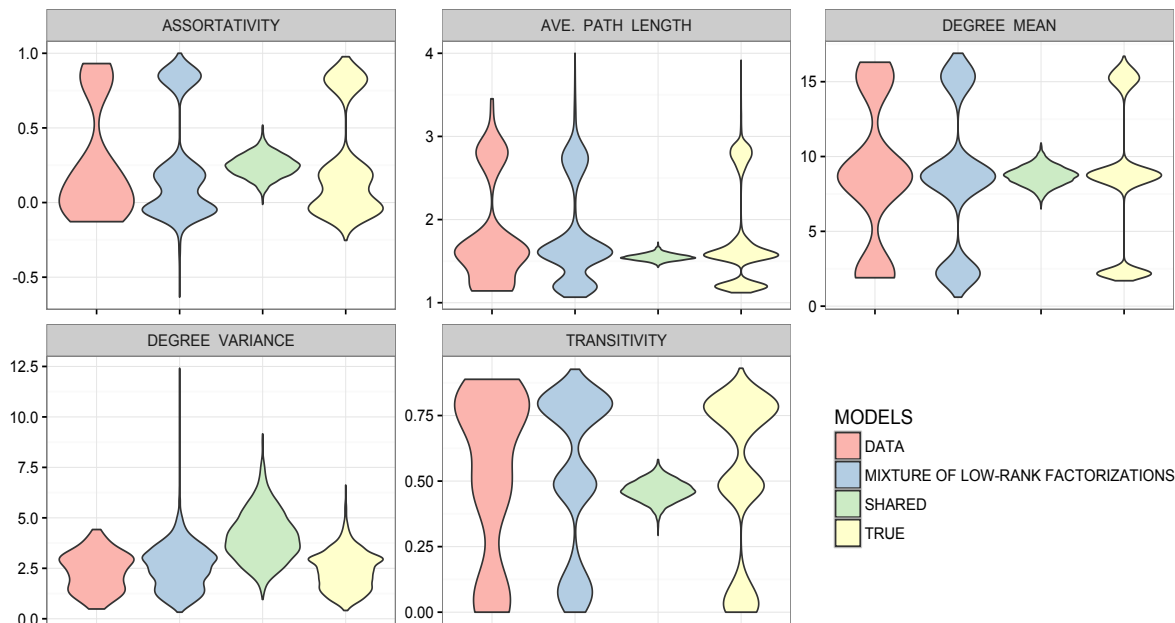 ASSORTATIVITY
1.0
0.5
0.0
-0.5
AVE. PATH LENGTH
4
3
2
1
DEGREE MEAN
15
10
5
0
DEGREE VARIANCE
12.5
10.0
7.5
5.0
2.5
0.0
TRANSITIVITY
0.75
0.50
0.25
0.00
MODELS
DATA
MIXTURE OF LOW-RANK FACTORIZATIONS
SHARED
TRUE